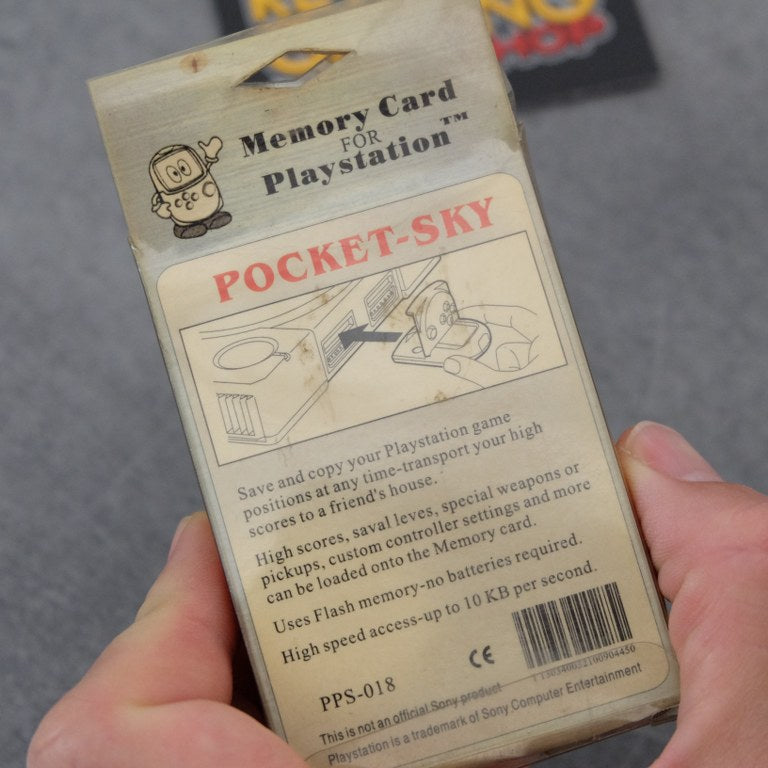 Memory Card
FOR
Playstation™
POCKET-SKY
Save and copy your Playstation game
positions at any time-transport your high
scores to a friend's house.
High scores, saval leves, special weapons or
pickups, custom controller settings and more
can be loaded onto the Memory card.
Uses Flash memory-no batteries required.
High speed access-up to 10 KB per second.
CE
PPS-018
This is not an official Sony product
Playstation is a trademark of Sony Computer Entertainment